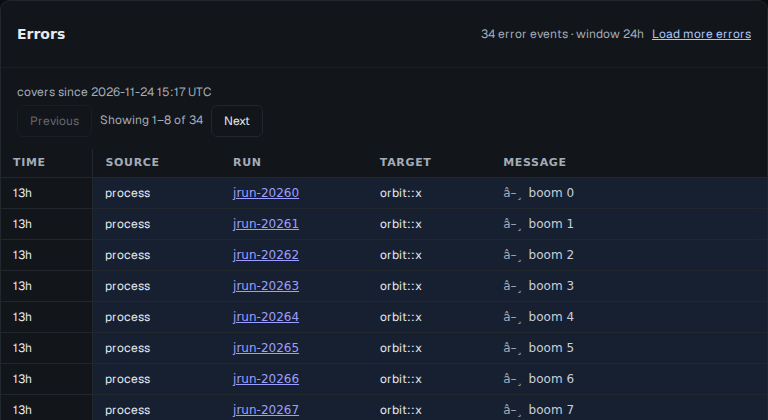 Errors
34 error events · window 24h Load more errors
covers since 2026-11-24 15:17 UTC
Previous Showing 1–8 of 34 Next
TIME SOURCE RUN TARGET MESSAGE
13h process jrun-20260 orbit::x â–¸ boom 0
13h process jrun-20261 orbit::x â–¸ boom 1
13h process jrun-20262 orbit::x â–¸ boom 2
13h process jrun-20263 orbit::x â–¸ boom 3
13h process jrun-20264 orbit::x â–¸ boom 4
13h process jrun-20265 orbit::x â–¸ boom 5
13h process jrun-20266 orbit::x â–¸ boom 6
13h process jrun-20267 orbit::x â–¸ boom 7